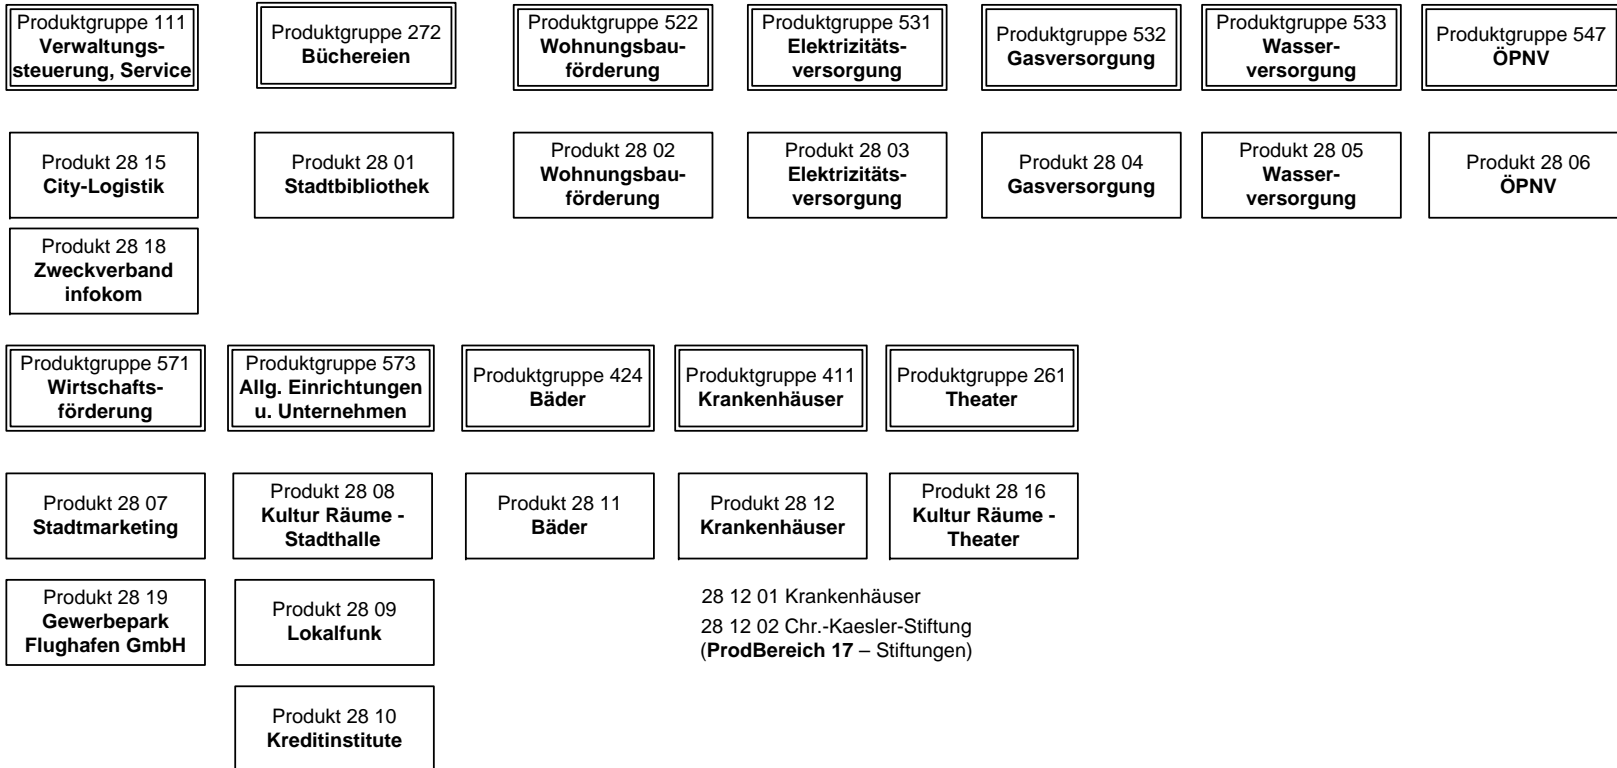 Produktgruppe 111
Verwaltungs-
steuerung, Service
Produktgruppe 272
Büchereien
Produktgruppe 522
Wohnungsbau-
förderung
Produktgruppe 531
Elektrizitäts-
versorgung
Produktgruppe 532
Gasversorgung
Produktgruppe 533
Wasser-
versorgung
Produktgruppe 547
ÖPNV
Produkt 28 15
City-Logistik
Produkt 28 01
Stadtbibliothek
Produkt 28 02
Wohnungsbau-
förderung
Produkt 28 03
Elektrizitäts-
versorgung
Produkt 28 04
Gasversorgung
Produkt 28 05
Wasser-
versorgung
Produkt 28 06
ÖPNV
Produkt 28 18
Zweckverband
infokom
Produktgruppe 571
Wirtschafts-
förderung
Produktgruppe 573
Allg. Einrichtungen
u. Unternehmen
Produktgruppe 424
Bäder
Produktgruppe 411
Krankenhäuser
Produktgruppe 261
Theater
Produkt 28 07
Stadtmarketing
Produkt 28 08
Kultur Räume -
Stadthalle
Produkt 28 11
Bäder
Produkt 28 12
Krankenhäuser
Produkt 28 16
Kultur Räume -
Theater
Produkt 28 19
Gewerbepark
Flughafen GmbH
Produkt 28 09
Lokalfunk
28 12 01 Krankenhäuser
28 12 02 Chr.-Kaesler-Stiftung
(ProdBereich 17 – Stiftungen)
Produkt 28 10
Kreditinstitute